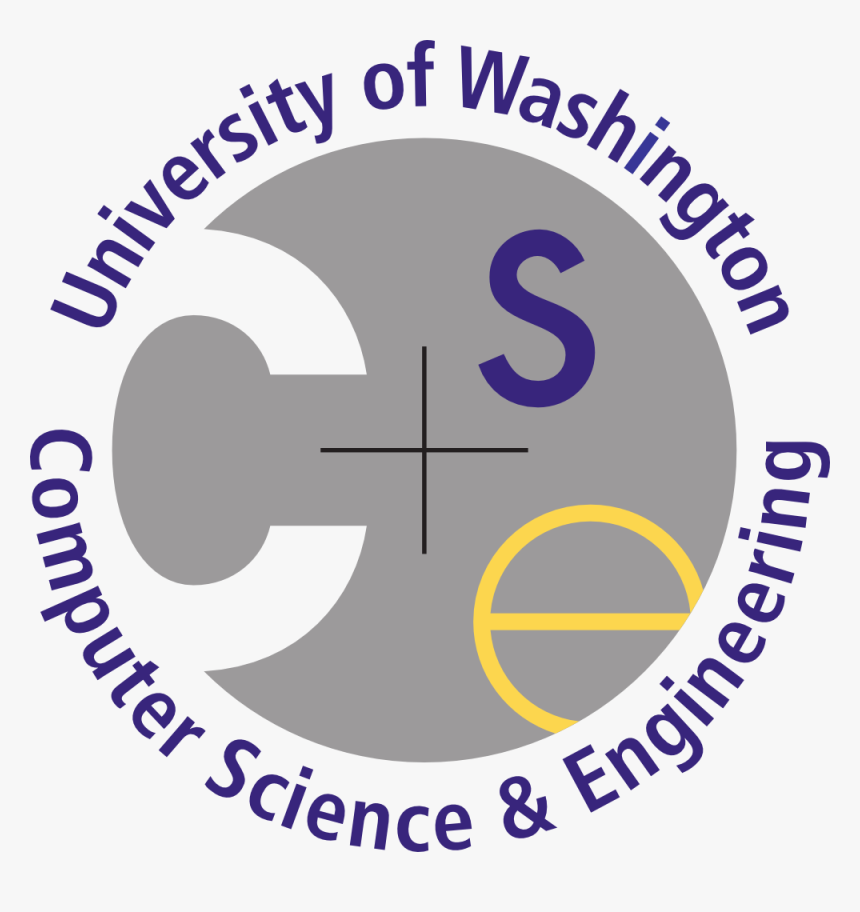 University of Washington
C
s
+
e
Computer Science & Engineering